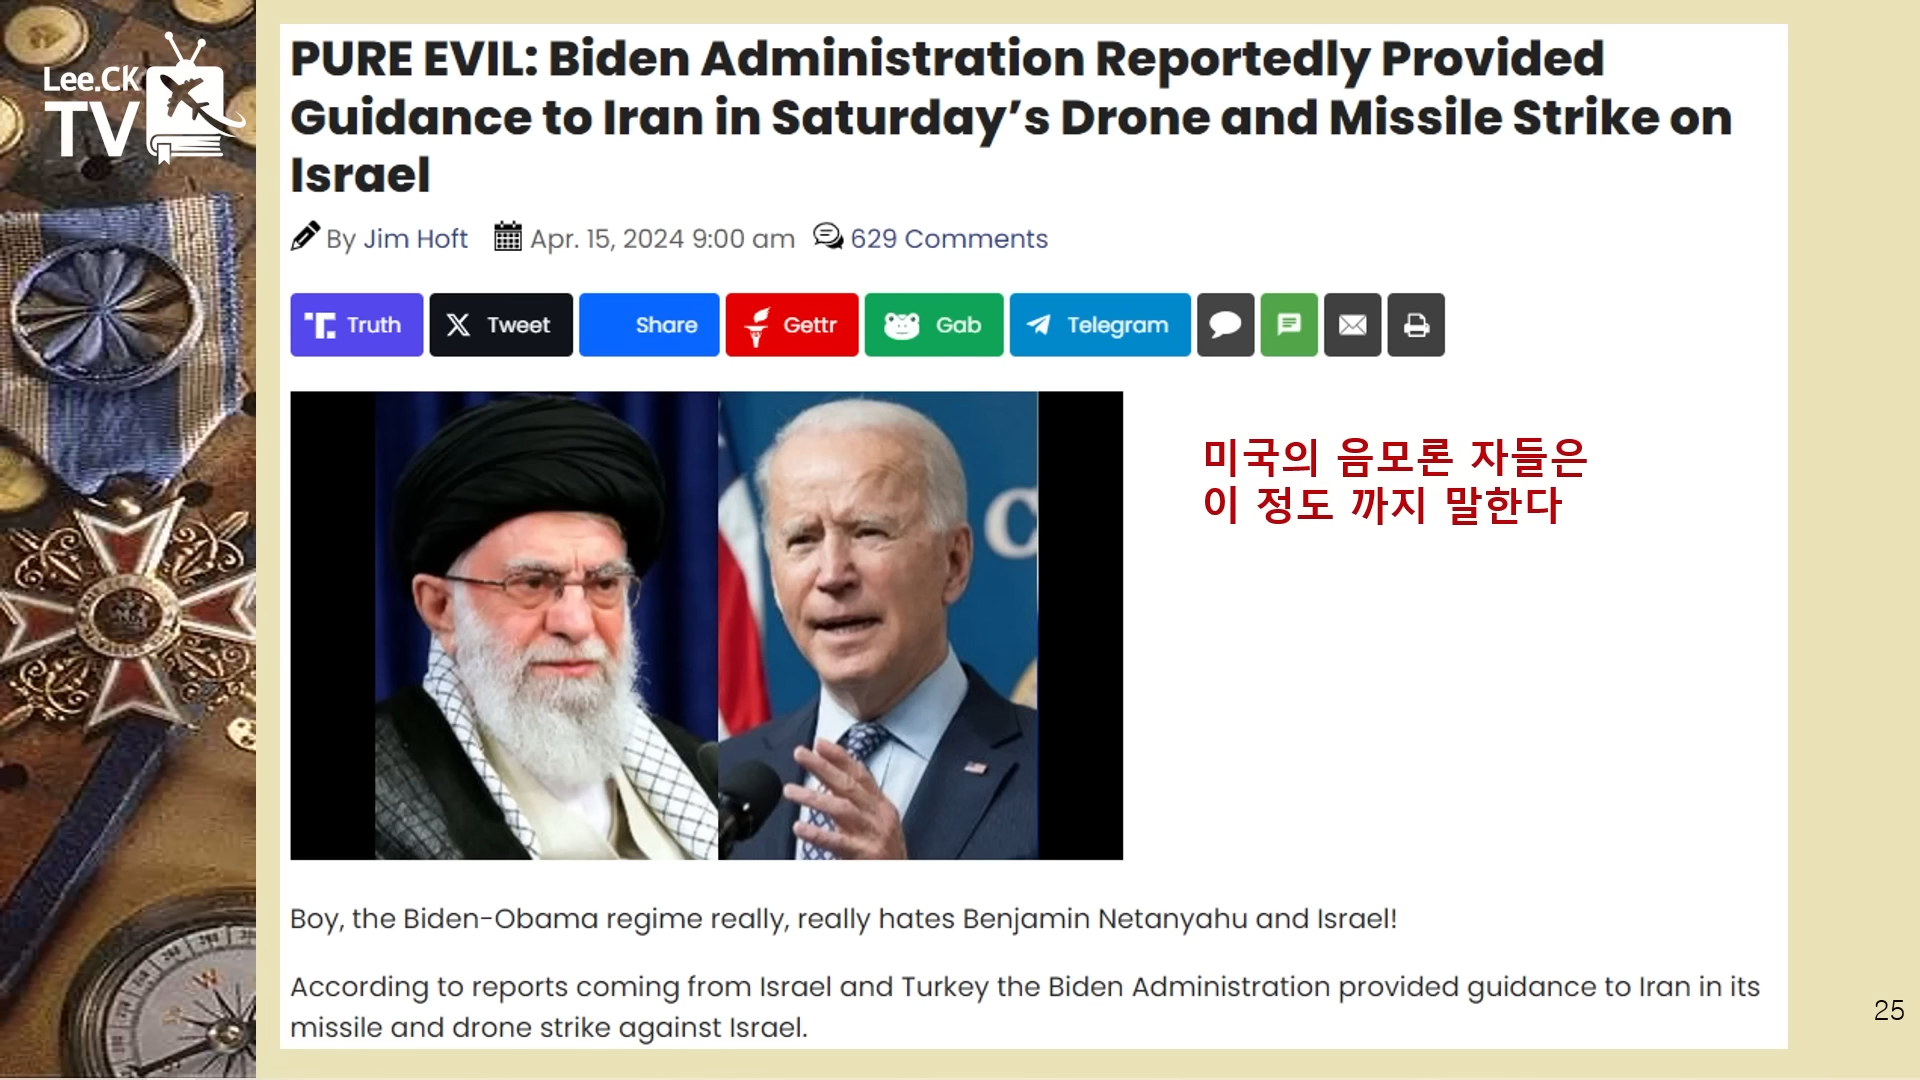 Lee.CK
TV
PURE EVIL: Biden Administration Reportedly Provided
Guidance to Iran in Saturday’s Drone and Missile Strike on
Israel
By Jim Hoft Apr. 15, 2024 9:00 am 629 Comments
Truth Tweet Share Gettr Gab Telegram
미국의 음모론 자들은
이 정도 까지 말한다
C
Boy, the Biden-Obama regime really, really hates Benjamin Netanyahu and Israel!
According to reports coming from Israel and Turkey the Biden Administration provided guidance to Iran in its
missile and drone strike against Israel.
W
25